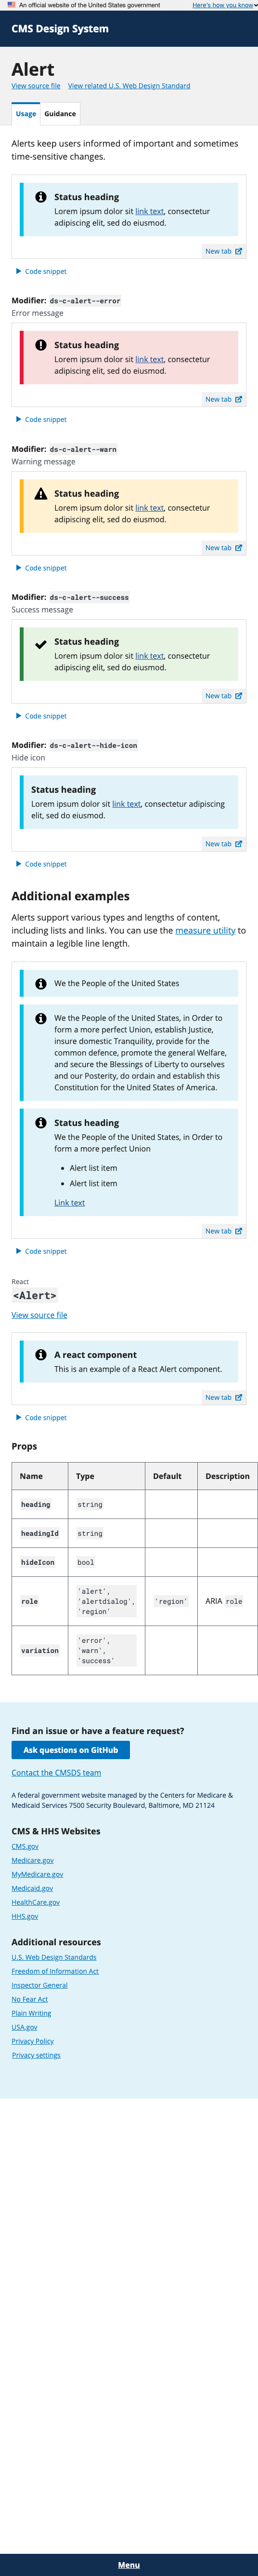 An official website of the United States government
Here's how you know
CMS Design System
Alert
View source file View related U.S. Web Design Standard
Usage Guidance
Alerts keep users informed of important and sometimes
time-sensitive changes.
Status heading
Lorem ipsum dolor sit link text, consectetur
adipiscing elit, sed do eiusmod.
New tab
Code snippet
Modifier: ds-c-alert--error
Error message
Status heading
Lorem ipsum dolor sit link text, consectetur
adipiscing elit, sed do eiusmod.
New tab
Code snippet
Modifier: ds-c-alert--warn
Warning message
Status heading
Lorem ipsum dolor sit link text, consectetur
adipiscing elit, sed do eiusmod.
New tab
Code snippet
Modifier: ds-c-alert--success
Success message
Status heading
Lorem ipsum dolor sit link text, consectetur
adipiscing elit, sed do eiusmod.
New tab
Code snippet
Modifier: ds-c-alert--hide-icon
Hide icon
Status heading
Lorem ipsum dolor sit link text, consectetur adipiscing
elit, sed do eiusmod.
New tab
Code snippet
Additional examples
Alerts support various types and lengths of content,
including lists and links. You can use the measure utility to
maintain a legible line length.
We the People of the United States
We the People of the United States, in Order to
form a more perfect Union, establish Justice,
insure domestic Tranquility, provide for the
common defence, promote the general Welfare,
and secure the Blessings of Liberty to ourselves
and our Posterity, do ordain and establish this
Constitution for the United States of America.
Status heading
We the People of the United States, in Order to
form a more perfect Union
Alert list item
Alert list item
Link text
New tab
Code snippet
React
<Alert>
View source file
A react component
This is an example of a React Alert component.
New tab
Code snippet
Props
Name Type Default Description
heading string
headingId string
hideIcon bool
role 'alert', 'alertdialog', 'region' 'region' ARIA role
variation 'error', 'warn', 'success'
Find an issue or have a feature request?
Ask questions on GitHub
Contact the CMSDS team
A federal government website managed by the Centers for Medicare &
Medicaid Services 7500 Security Boulevard, Baltimore, MD 21124
CMS & HHS Websites
CMS.gov
Medicare.gov
MyMedicare.gov
Medicaid.gov
HealthCare.gov
HHS.gov
Additional resources
U.S. Web Design Standards
Freedom of Information Act
Inspector General
No Fear Act
Plain Writing
USA.gov
Privacy Policy
Privacy settings
Menu